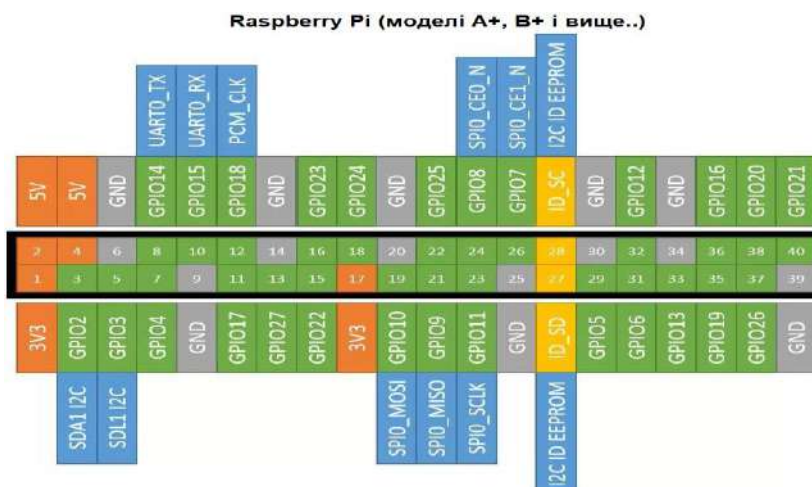 Raspberry Pi (моделі A+, B+ і вище..)
UART0_TX UART0_RX PCM_CLK SPI0_CE0_N SPI0_CE1_N I2C ID EEPROM
5V 5V GND GPIO14 GPIO15 GPIO18 GND GPIO23 GPIO24 GND GPIO25 GPIO8 GPIO7 ID_SC GND GPIO12 GND GPIO16 GPIO20 GPIO21
2 4 6 8 10 12 14 16 18 20 22 24 26 28 30 32 34 36 38 40
1 3 5 7 9 11 13 15 17 19 21 23 25 27 29 31 33 35 37 39
3V3 GPIO2 GPIO3 GPIO4 GND GPIO17 GPIO27 GPIO22 3V3 GPIO10 GPIO9 GPIO11 GND ID_SD GPIO5 GPIO6 GPIO13 GPIO19 GPIO26 GND
SDA1 I2C SDL1 I2C SPI0_MOSI SPI0_MISO SPI0_SCLK I2C ID EEPROM